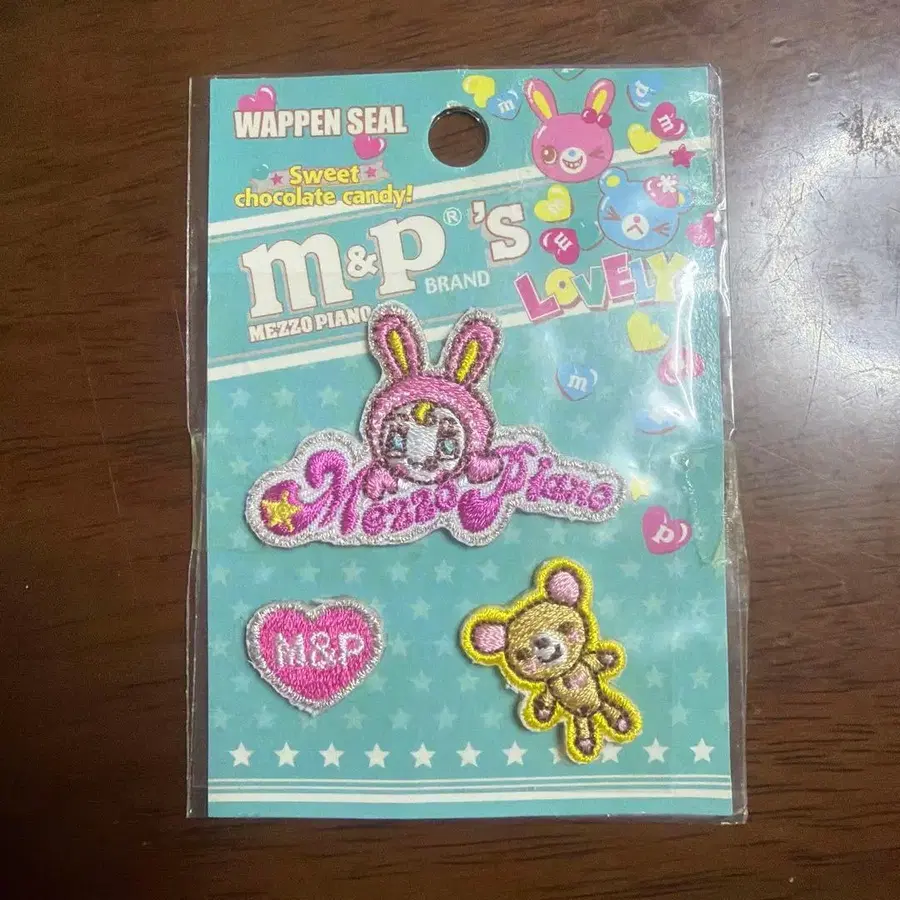 WAPPEN SEAL
Sweet
chocolate candy!
m&p®'s
BRAND
MEZZO PIANO
LOVELY
m
m
m
m
p
Mezzo Piano
M&P